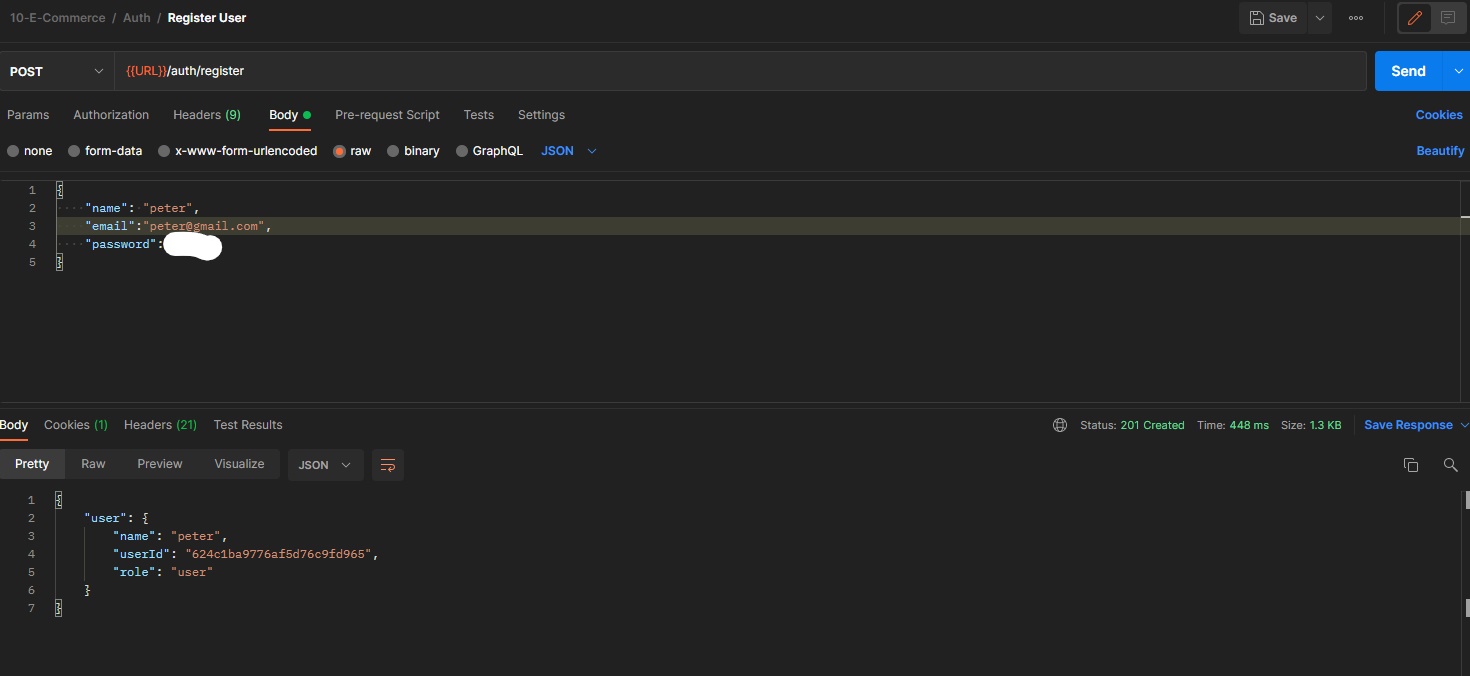 10-E-Commerce / Auth / Register User
Save
POST
{{URL}}/auth/register
Send
Params Authorization Headers (9) Body Pre-request Script Tests Settings Cookies
none form-data x-www-form-urlencoded raw binary GraphQL JSON Beautify
1 {
2 "name": "peter",
3 "email":"peter@gmail.com",
4 "password":
5 }
Body Cookies (1) Headers (21) Test Results Status: 201 Created Time: 448 ms Size: 1.3 KB Save Response
Pretty Raw Preview Visualize JSON
1 {
2 "user": {
3 "name": "peter",
4 "userId": "624c1ba9776af5d76c9fd965",
5 "role": "user"
6 }
7 }